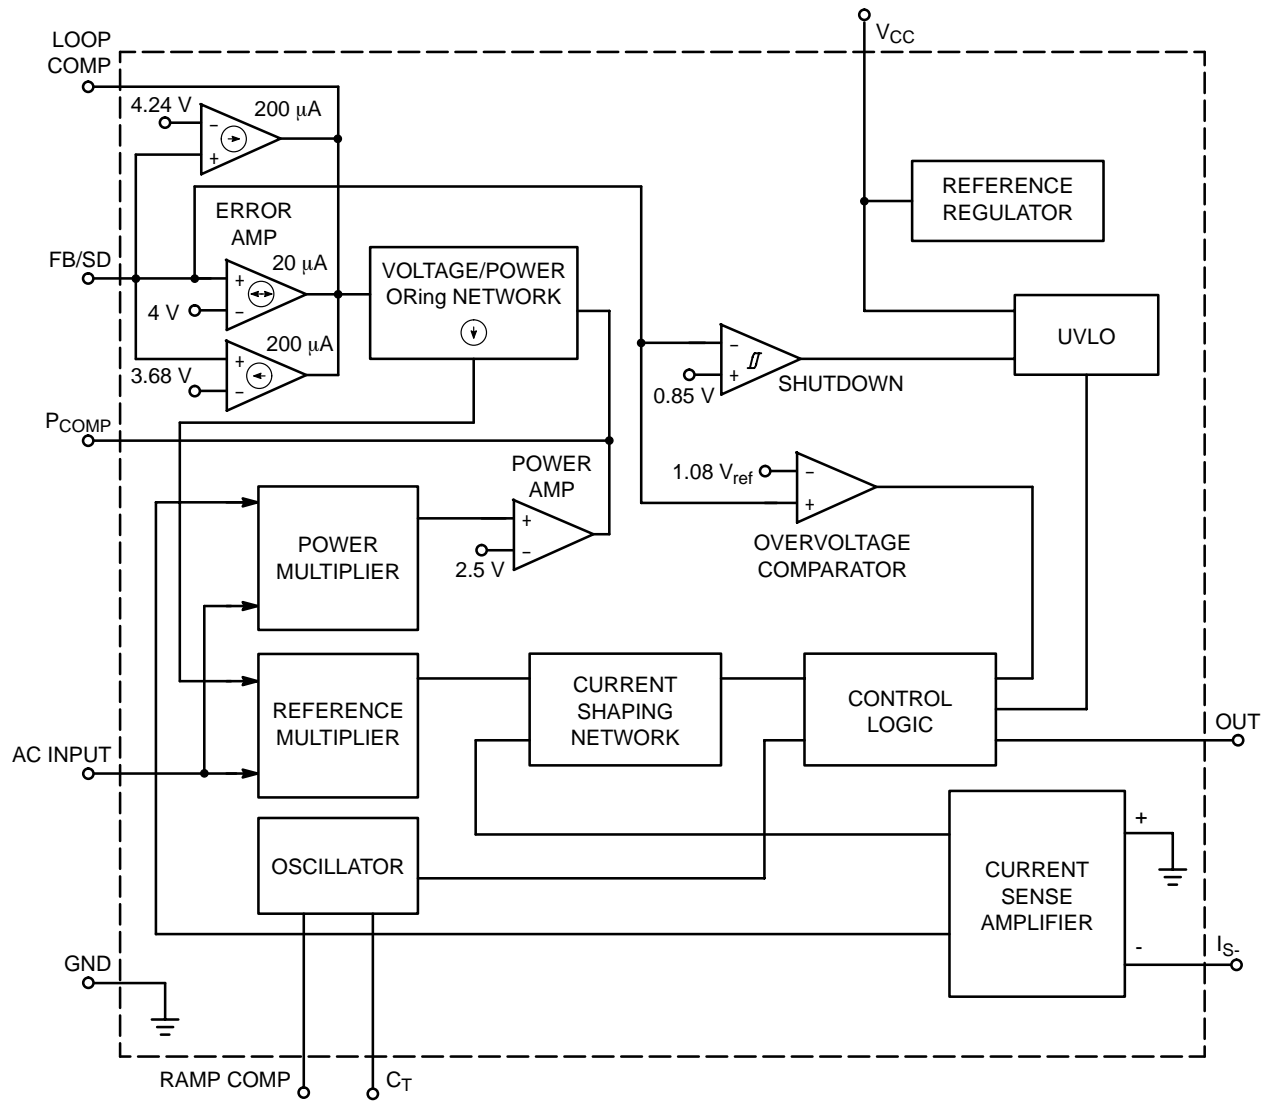 LOOP
COMP
VCC
4.24 V
200 μA
−
+
REFERENCE
REGULATOR
ERROR
AMP
FB/SD
20 μA
+
4 V
−
VOLTAGE/POWER
ORing NETWORK
200 μA
+
3.68 V
−
UVLO
−
+
0.85 V
SHUTDOWN
PCOMP
POWER
AMP
1.08 Vref
−
+
OVERVOLTAGE
COMPARATOR
POWER
MULTIPLIER
+
−
2.5 V
REFERENCE
MULTIPLIER
CURRENT
SHAPING
NETWORK
CONTROL
LOGIC
OUT
AC INPUT
OSCILLATOR
CURRENT
SENSE
AMPLIFIER
+
-
IS-
GND
RAMP COMP
CT